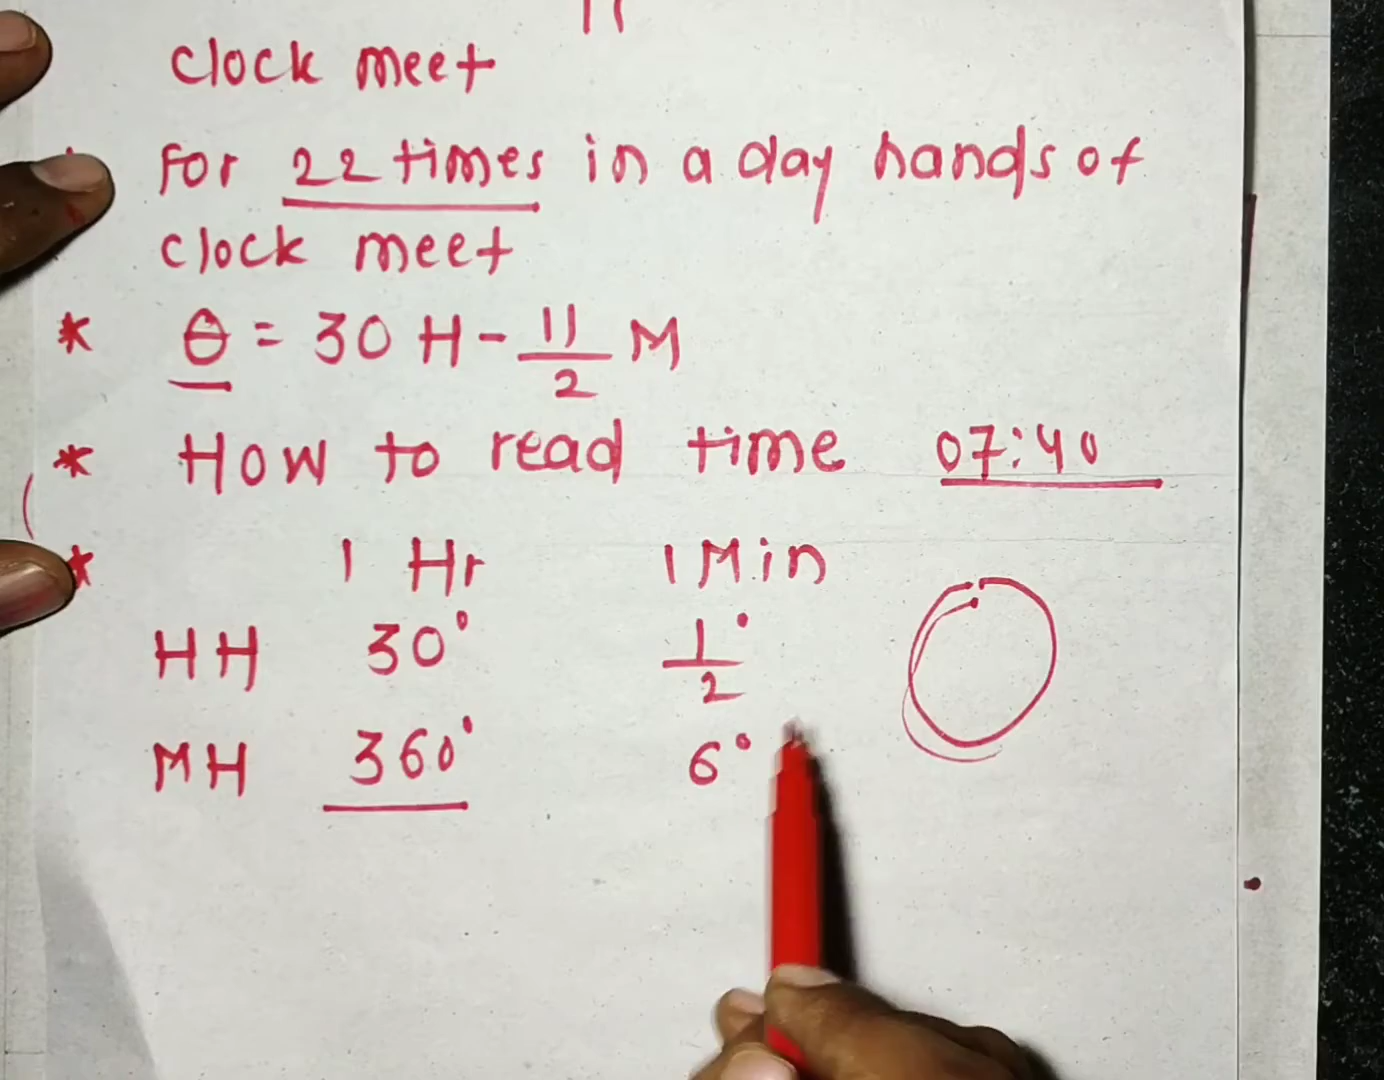 clock meet
For 22 times in a day hands of
clock meet
* θ = 30 H - 11/2 M
* How to read time 07:40
* 1 Hr 1 Min
HH 30° 1/2°
MH 360° 6°